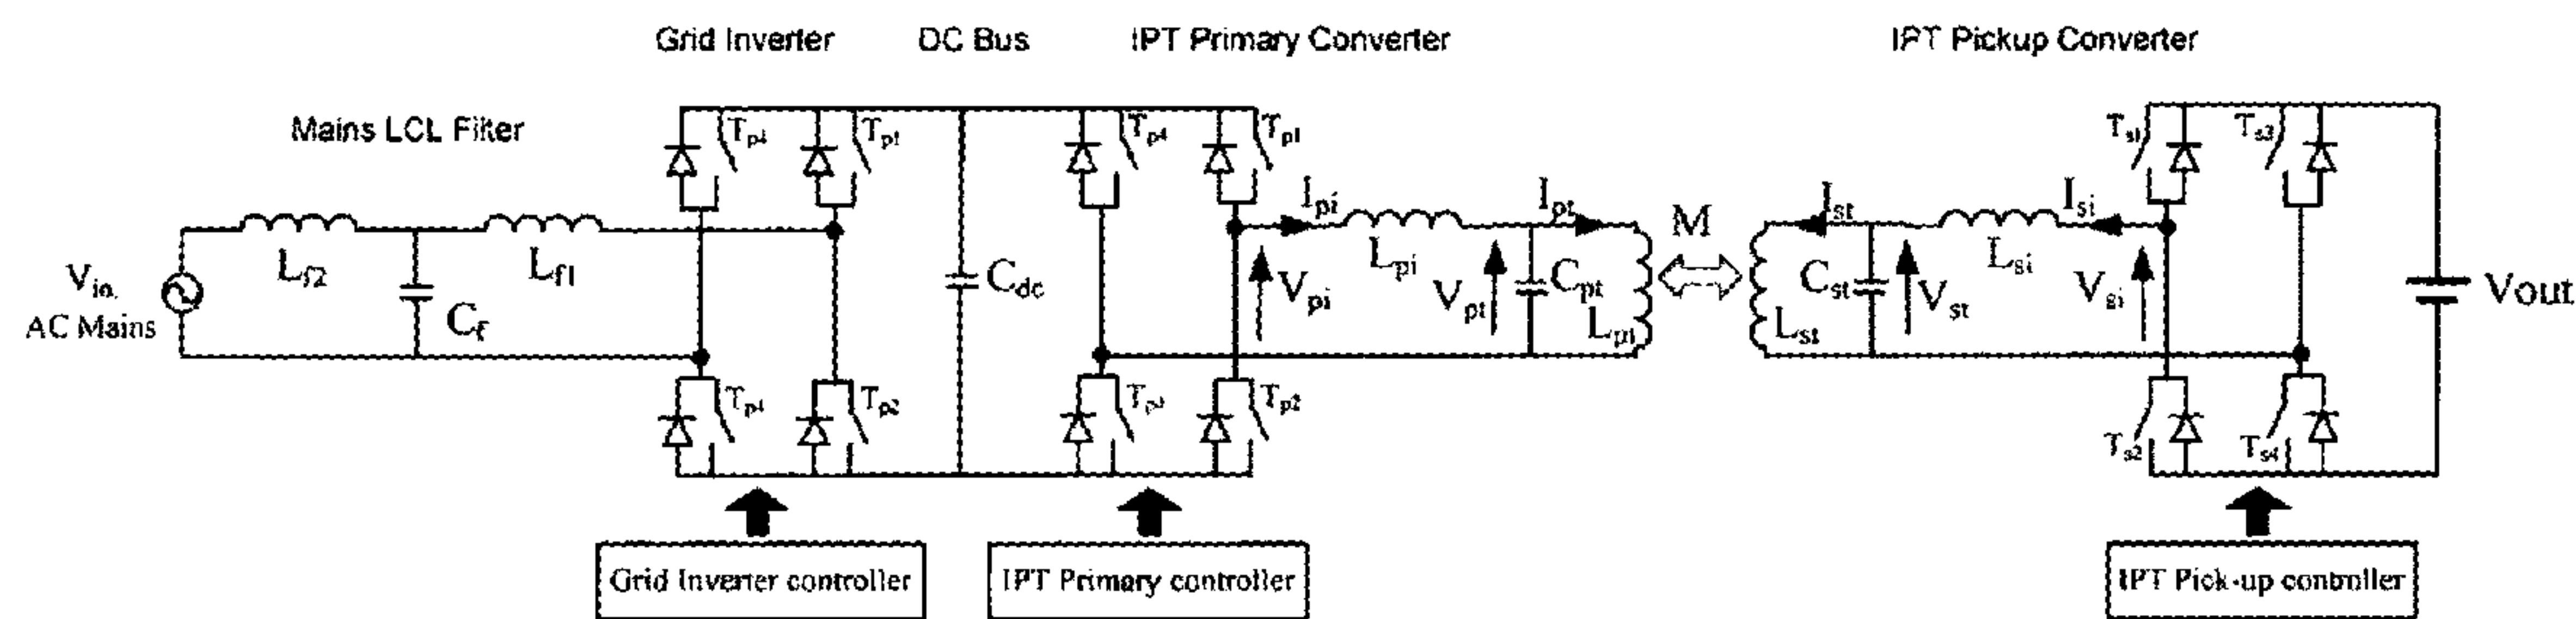 Grid Inverter
DC Bus
IPT Primary Converter
IPT Pickup Converter
Mains LCL Filter
Tp4
Tp1
Tp4
Tp1
Ts1
Ts3
Lf2
Lf1
Vin,
AC Mains
Cf
Cdc
Ipi
Lpi
Ipt
Vpi
Vpt
Cpt
Lpt
M
Ist
Isi
Cst
Lst
Vst
Lsi
Vsi
Vout
Tp2
Tp3
Tp2
Ts2
Ts4
Grid Inverter controller
IPT Primary controller
IPT Pick-up controller